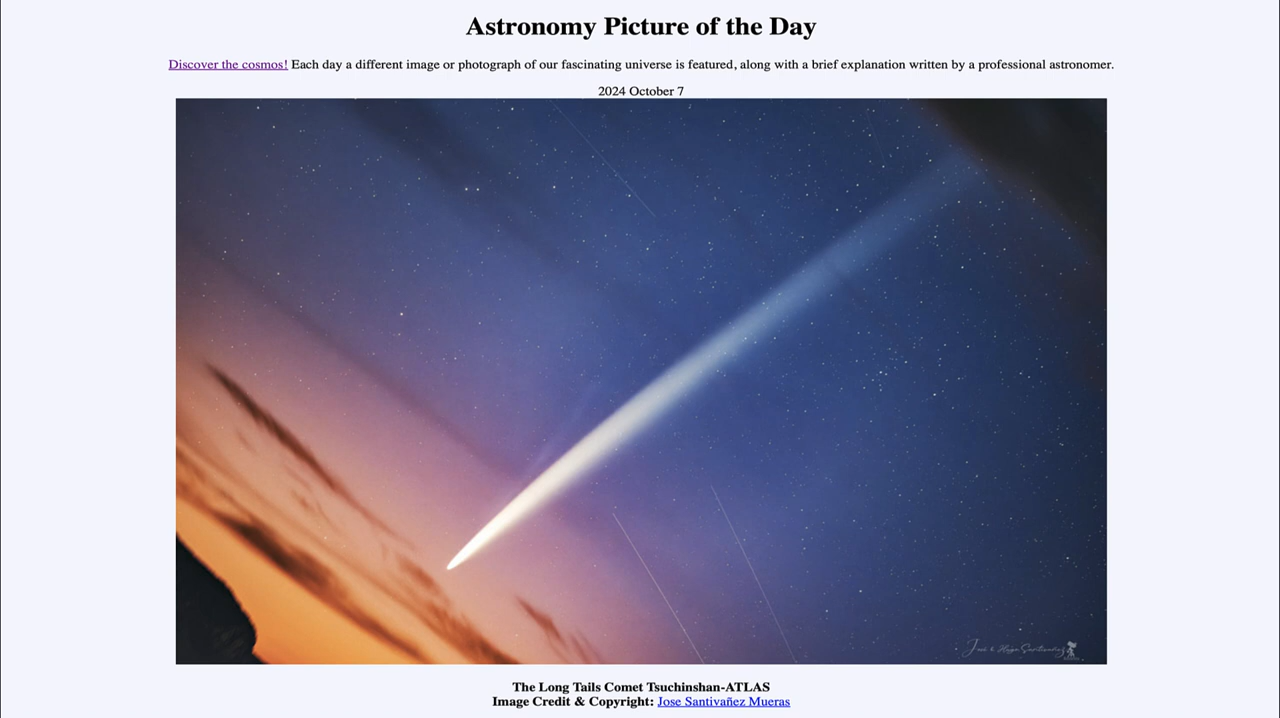 Astronomy Picture of the Day
Discover the cosmos! Each day a different image or photograph of our fascinating universe is featured, along with a brief explanation written by a professional astronomer.
2024 October 7
The Long Tails Comet Tsuchinshan-ATLAS
Image Credit & Copyright: Jose Santivañez Mueras